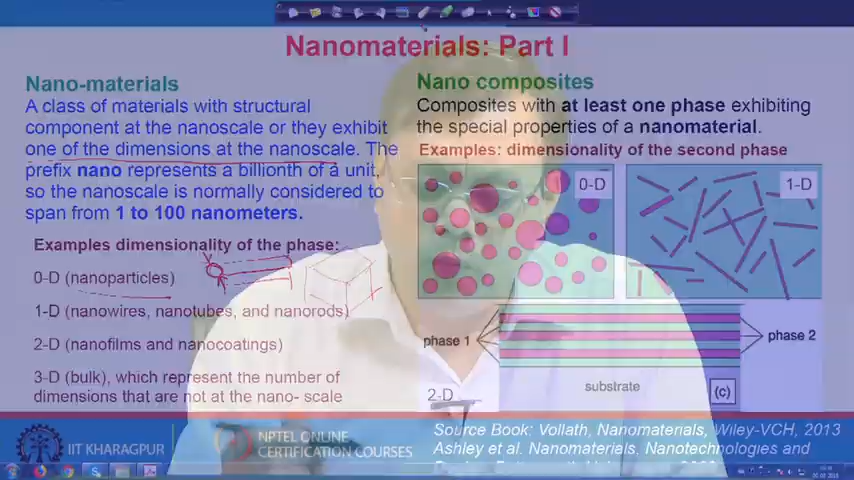 Nanomaterials: Part I
Nano-materials
A class of materials with structural
component at the nanoscale or they exhibit
one of the dimensions at the nanoscale. The
prefix nano represents a billionth of a unit,
so the nanoscale is normally considered to
span from 1 to 100 nanometers.
Examples dimensionality of the phase:
0-D (nanoparticles)
1-D (nanowires, nanotubes, and nanorods)
2-D (nanofilms and nanocoatings)
3-D (bulk), which represent the number of
dimensions that are not at the nano- scale
Nano composites
Composites with at least one phase exhibiting
the special properties of a nanomaterial.
Examples: dimensionality of the second phase
0-D
1-D
phase 1
phase 2
substrate
(c)
2-D
IIT KHARAGPUR
NPTEL ONLINE
CERTIFICATION COURSES
Source Book: Vollath, Nanomaterials, Wiley-VCH, 2013
Ashley et al. Nanomaterials, Nanotechnologies and